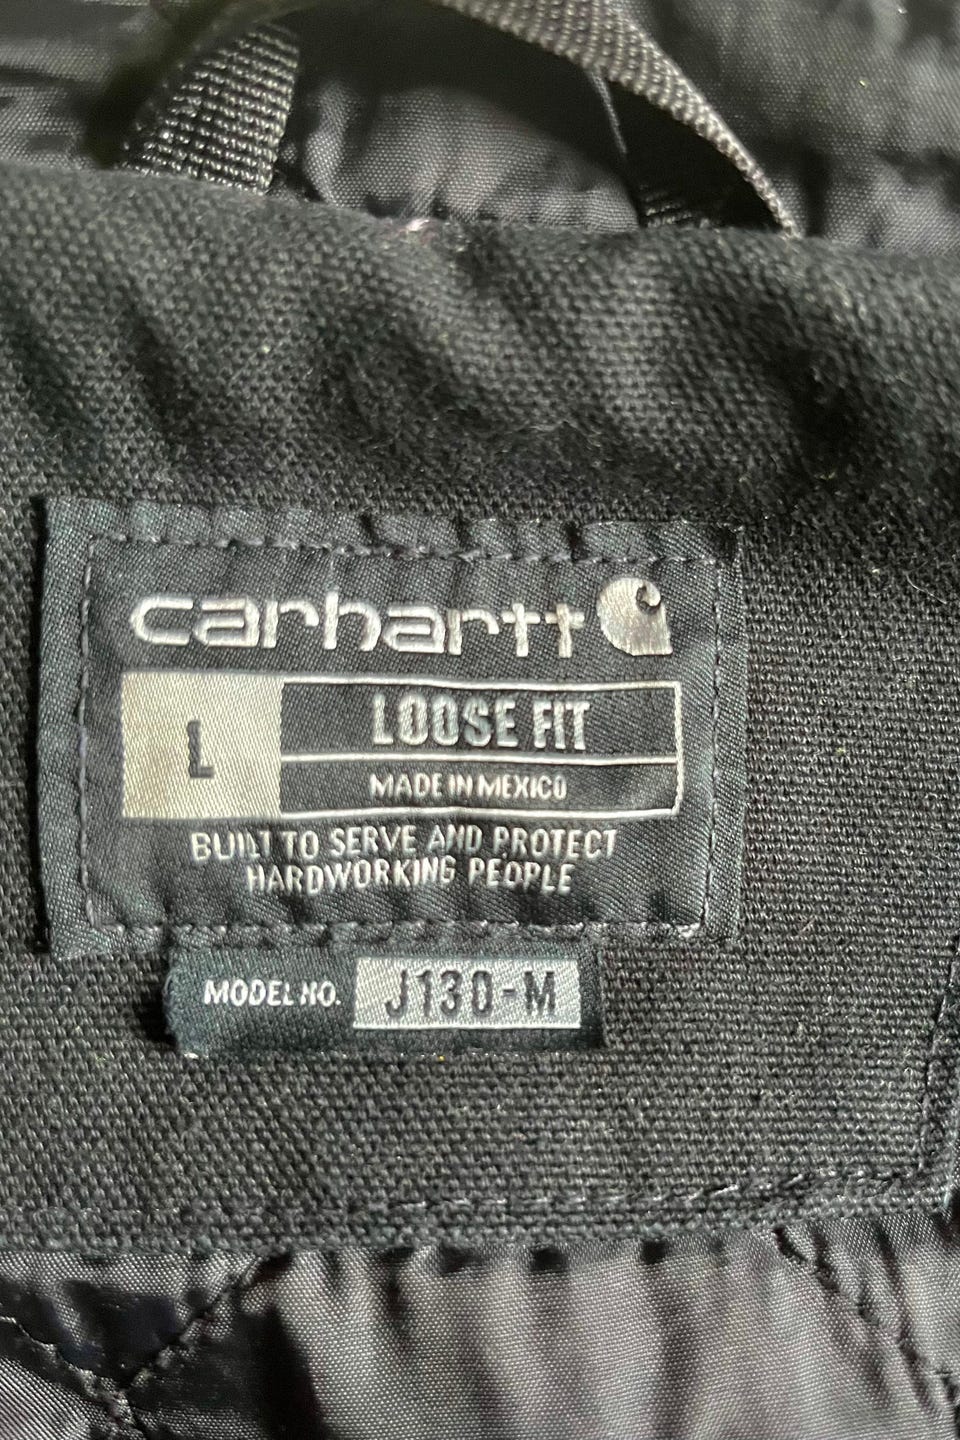 carhartt
L
LOOSE FIT
MADE IN MEXICO
BUILT TO SERVE AND PROTECT
HARDWORKING PEOPLE
MODEL NO. J130-M